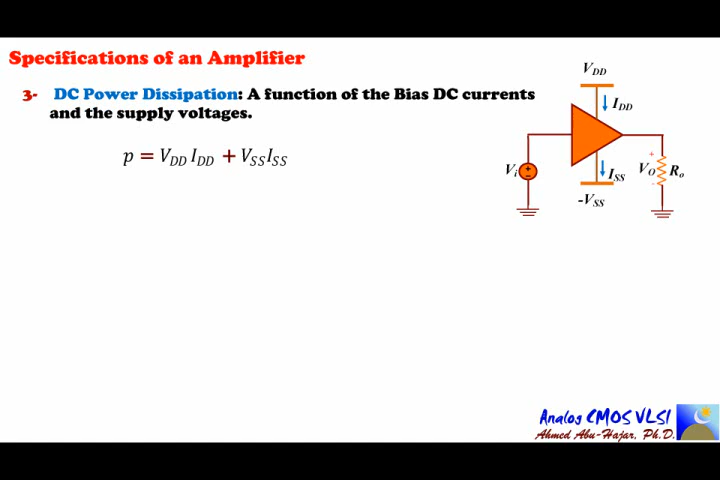 Specifications of an Amplifier
3- DC Power Dissipation: A function of the Bias DC currents
and the supply voltages.
p = V_DD I_DD + V_SS I_SS
V_DD
I_DD
V_i
I_SS
V_O
R_o
+
-
-V_SS
Analog CMOS VLSI
Ahmed Abu-Hajar, Ph.D.